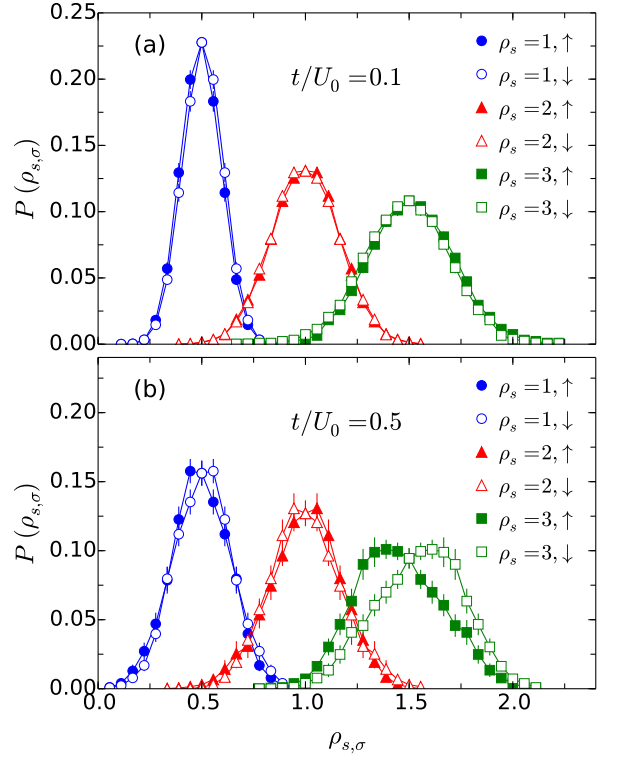 (a)
t/U₀ = 0.1
P (ρₛ,σ)
0.25
0.20
0.15
0.10
0.05
0.00
ρₛ = 1, ↑
ρₛ = 1, ↓
ρₛ = 2, ↑
ρₛ = 2, ↓
ρₛ = 3, ↑
ρₛ = 3, ↓
(b)
t/U₀ = 0.5
P (ρₛ,σ)
0.20
0.15
0.10
0.05
0.00
ρₛ = 1, ↑
ρₛ = 1, ↓
ρₛ = 2, ↑
ρₛ = 2, ↓
ρₛ = 3, ↑
ρₛ = 3, ↓
0.0 0.5 1.0 1.5 2.0
ρₛ,σ